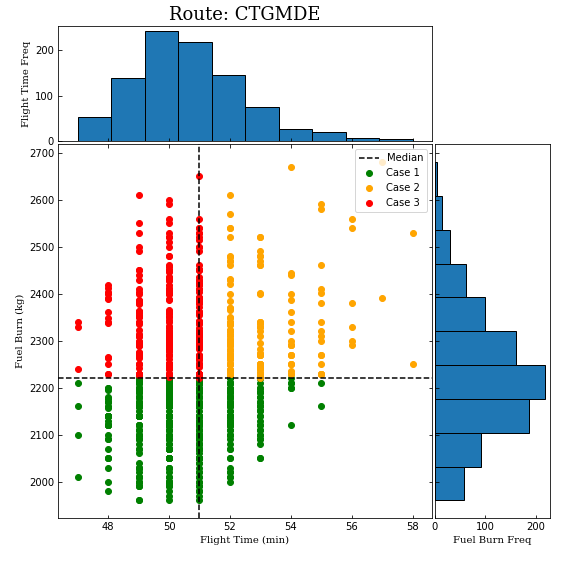 Route: CTGMDE
Flight Time Freq
200
100
0
Fuel Burn (kg)
2700
2600
2500
2400
2300
2200
2100
2000
Median
Case 1
Case 2
Case 3
48 50 52 54 56 58
Flight Time (min)
0 100 200
Fuel Burn Freq